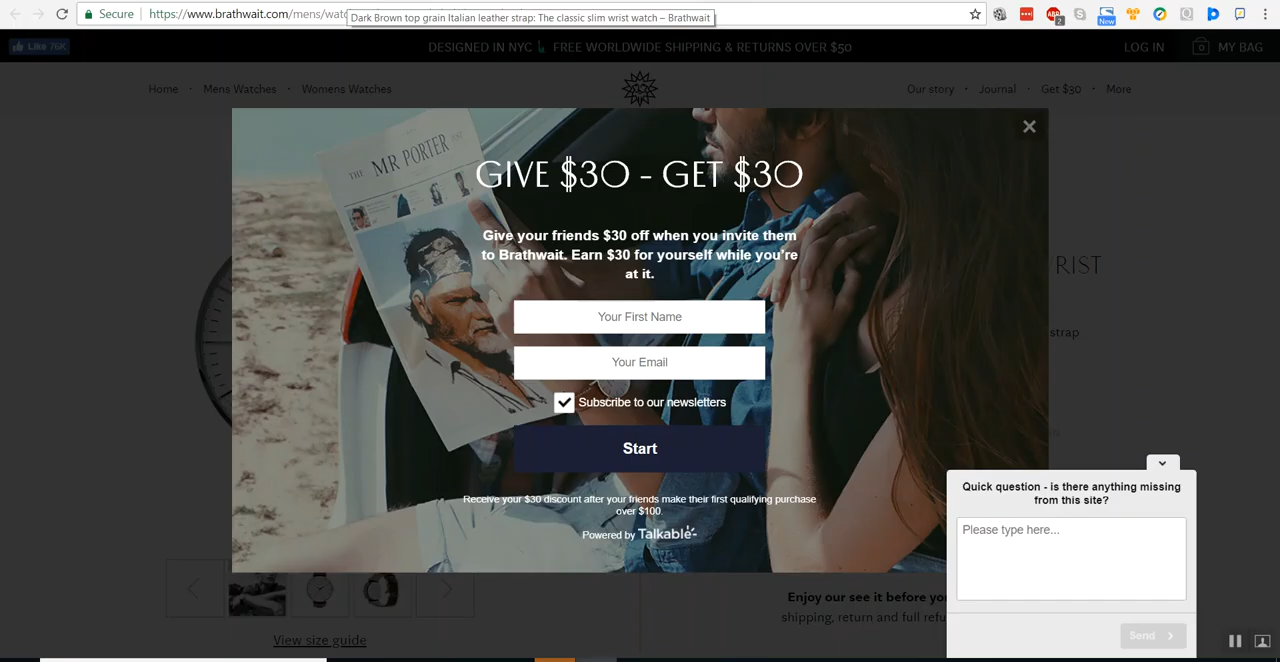 Secure
https://www.brathwait.com/mens/watc
Dark Brown top grain Italian leather strap: The classic slim wrist watch – Brathwait
ABP
2
New
Like 76K
DESIGNED IN NYC FREE WORLDWIDE SHIPPING & RETURNS OVER $50
LOG IN
0
MY BAG
Home · Mens Watches · Womens Watches
Our story · Journal · Get $30 · More
THE MR PORTER
GIVE $30 - GET $30
Give your friends $30 off when you invite them
to Brathwait. Earn $30 for yourself while you're
at it.
Your First Name
Your Email
Subscribe to our newsletters
Start
Receive your $30 discount after your friends make their first qualifying purchase
over $100.
Powered by Talkable
RIST
strap
Quick question - is there anything missing
from this site?
Please type here...
Send
Enjoy our see it before yo
shipping, return and full refu
View size guide